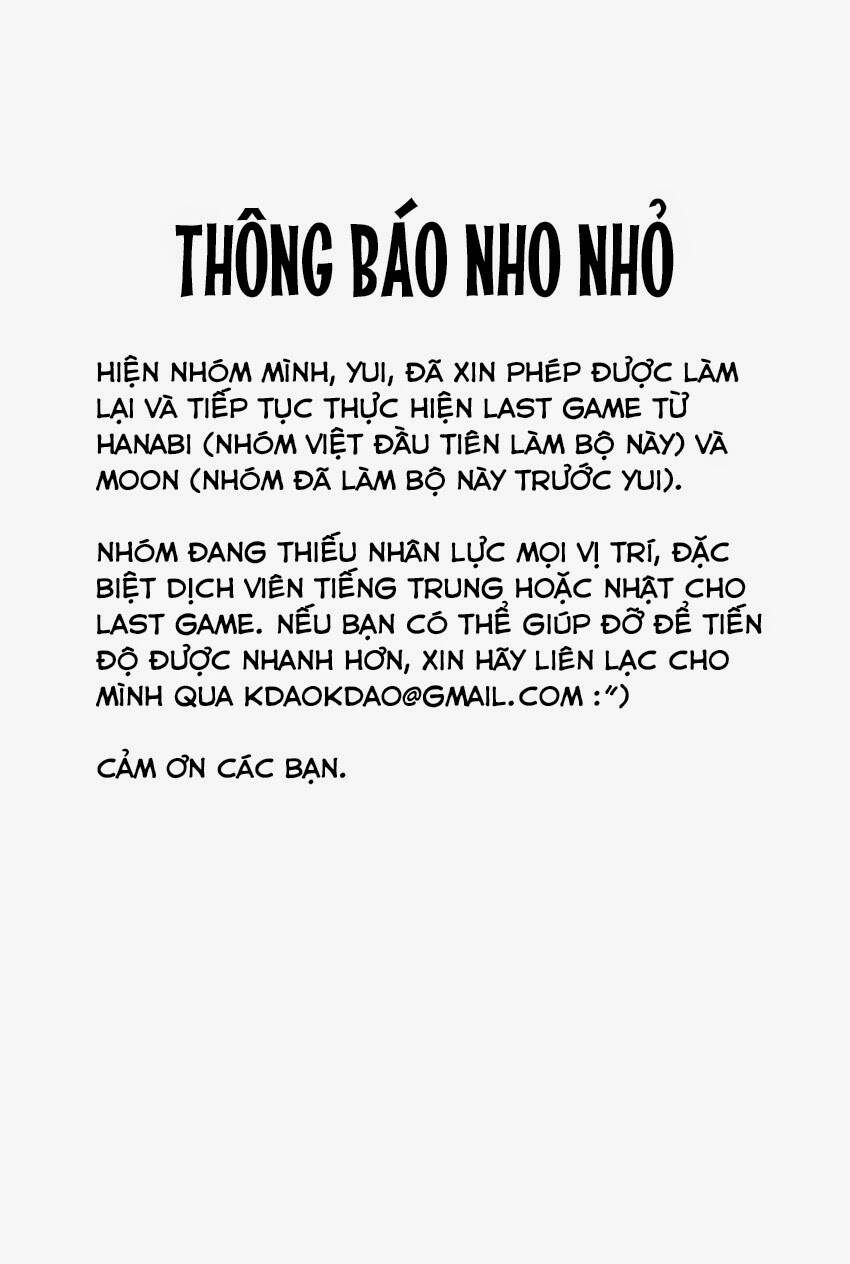 THÔNG BÁO NHO NHỎ
HIỆN NHÓM MÌNH, YUI, ĐÃ XIN PHÉP ĐƯỢC LÀM
LẠI VÀ TIẾP TỤC THỰC HIỆN LAST GAME TỪ
HANABI (NHÓM VIỆT ĐẦU TIÊN LÀM BỘ NÀY) VÀ
MOON (NHÓM ĐÃ LÀM BỘ NÀY TRƯỚC YUI).
NHÓM ĐANG THIẾU NHÂN LỰC MỌI VỊ TRÍ, ĐẶC
BIỆT DỊCH VIÊN TIẾNG TRUNG HOẶC NHẬT CHO
LAST GAME. NẾU BẠN CÓ THỂ GIÚP ĐỠ ĐỂ TIẾN
ĐỘ ĐƯỢC NHANH HƠN, XIN HÃY LIÊN LẠC CHO
MÌNH QUA KDAOKDAO@GMAIL.COM :")
CẢM ƠN CÁC BẠN.